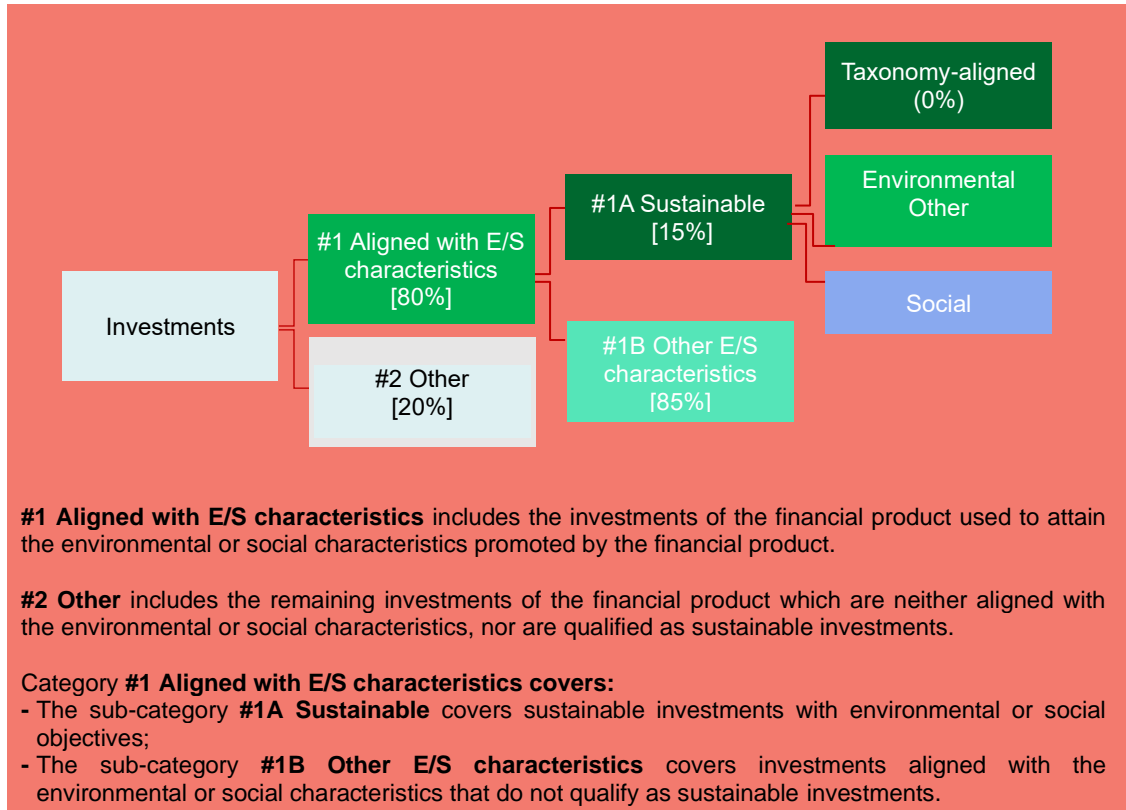 Taxonomy-aligned
(0%)
Environmental
Other
#1A Sustainable
[15%]
#1 Aligned with E/S
characteristics
[80%]
Social
Investments
#1B Other E/S
characteristics
[85%]
#2 Other
[20%]
#1 Aligned with E/S characteristics includes the investments of the financial product used to attain
the environmental or social characteristics promoted by the financial product.
#2 Other includes the remaining investments of the financial product which are neither aligned with
the environmental or social characteristics, nor are qualified as sustainable investments.
Category #1 Aligned with E/S characteristics covers:
- The sub-category #1A Sustainable covers sustainable investments with environmental or social
objectives;
- The sub-category #1B Other E/S characteristics covers investments aligned with the
environmental or social characteristics that do not qualify as sustainable investments.